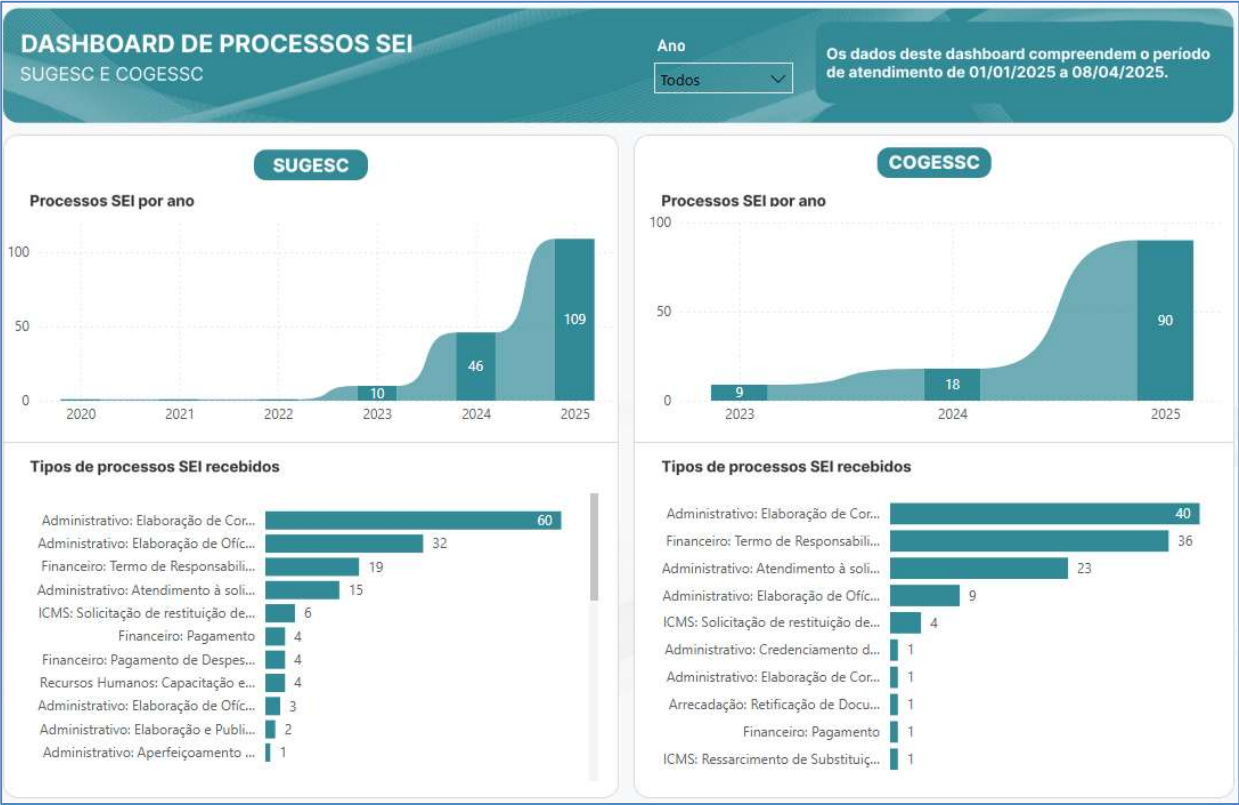 DASHBOARD DE PROCESSOS SEI
SUGESC E COGESSC
Ano
Todos
Os dados deste dashboard compreendem o período
de atendimento de 01/01/2025 a 08/04/2025.
SUGESC
Processos SEI por ano
100
50
0
10
46
109
2020
2021
2022
2023
2024
2025
Tipos de processos SEI recebidos
Administrativo: Elaboração de Cor... 60
Administrativo: Elaboração de Ofíc... 32
Financeiro: Termo de Responsabili... 19
Administrativo: Atendimento à soli... 15
ICMS: Solicitação de restituição de... 6
Financeiro: Pagamento 4
Financeiro: Pagamento de Despes... 4
Recursos Humanos: Capacitação e... 4
Administrativo: Elaboração de Ofíc... 3
Administrativo: Elaboração e Publi... 2
Administrativo: Aperfeiçoamento ... 1
COGESSC
Processos SEI por ano
100
50
0
9
18
90
2023
2024
2025
Tipos de processos SEI recebidos
Administrativo: Elaboração de Cor... 40
Financeiro: Termo de Responsabili... 36
Administrativo: Atendimento à soli... 23
Administrativo: Elaboração de Ofíc... 9
ICMS: Solicitação de restituição de... 4
Administrativo: Credenciamento d... 1
Administrativo: Elaboração de Cor... 1
Arrecadação: Retificação de Docu... 1
Financeiro: Pagamento 1
ICMS: Ressarcimento de Substituiç... 1